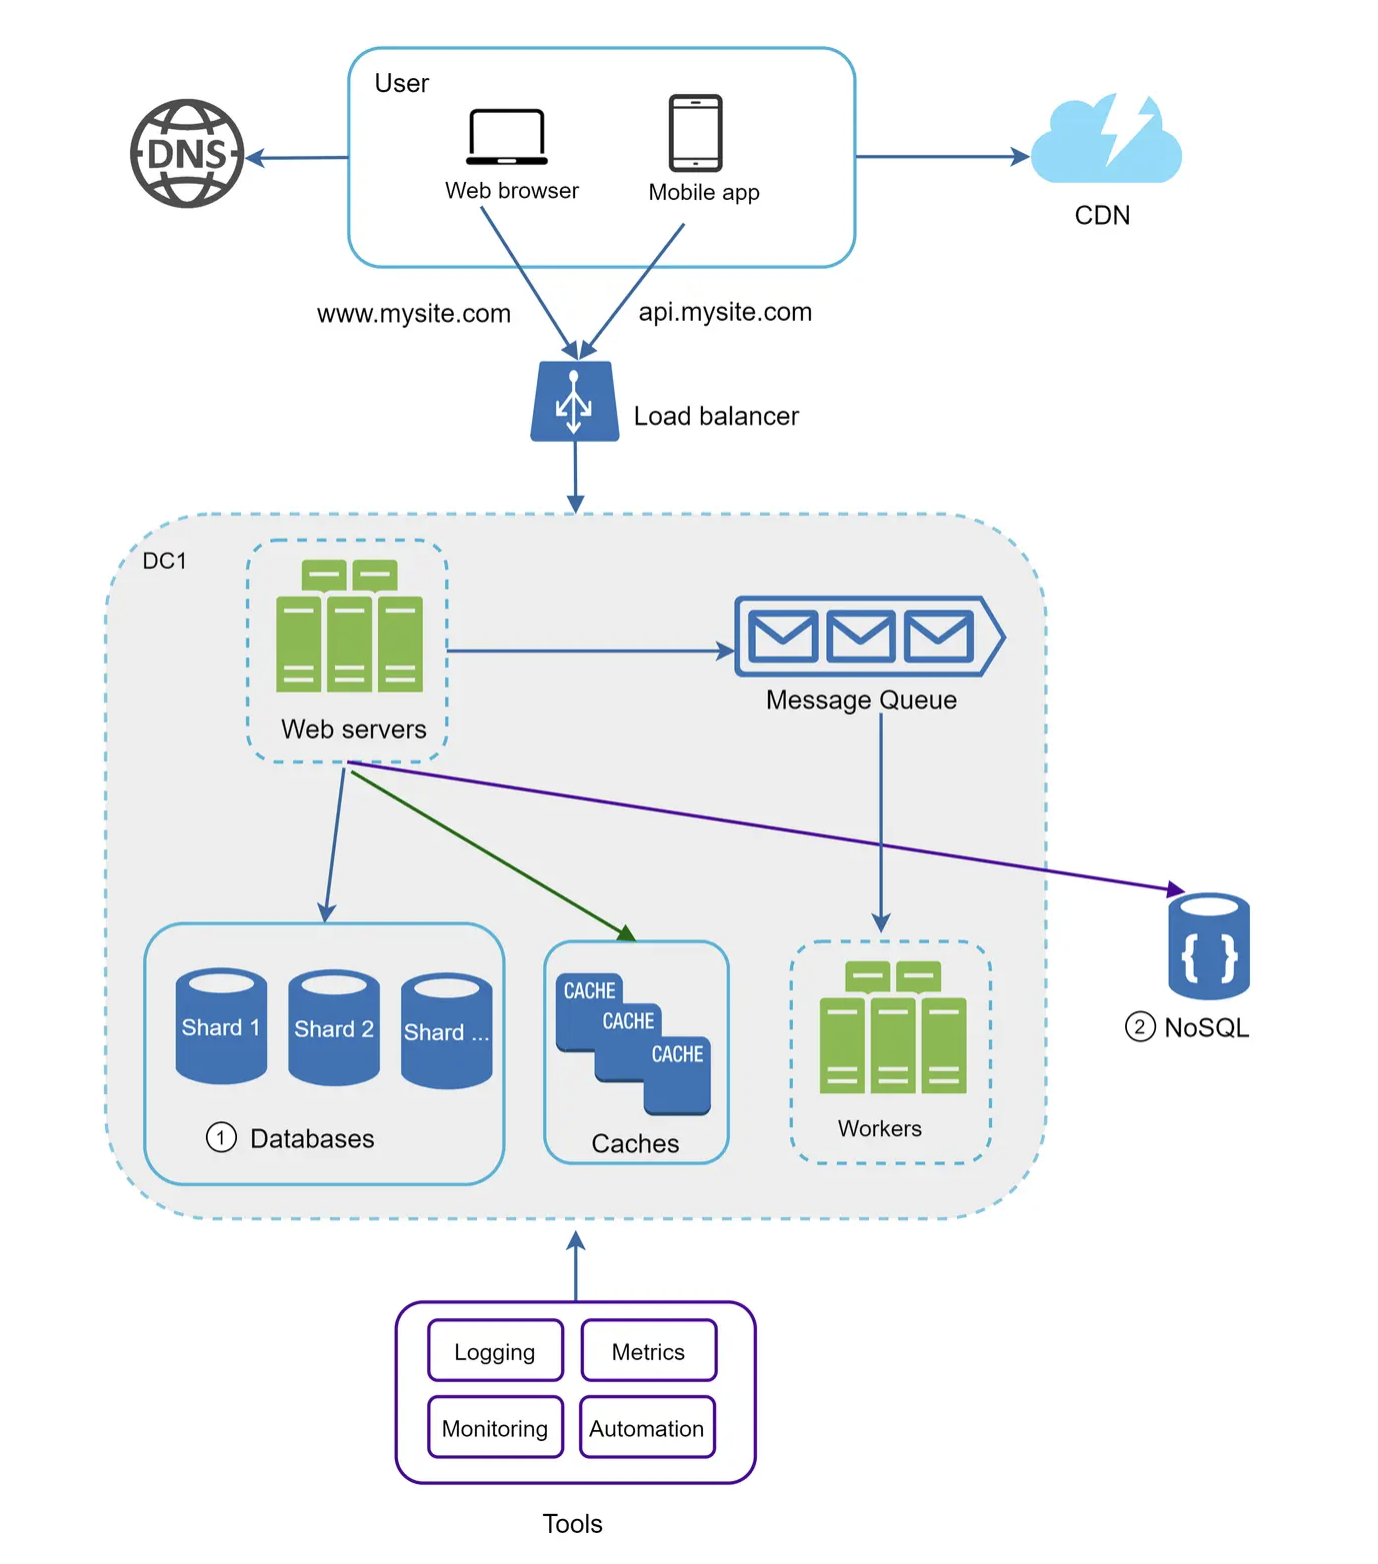 User
DNS
Web browser
Mobile app
CDN
www.mysite.com
api.mysite.com
Load balancer
DC1
Web servers
Message Queue
Shard 1
Shard 2
Shard ...
1 Databases
CACHE
CACHE
CACHE
Caches
Workers
2 NoSQL
{ }
Logging
Metrics
Monitoring
Automation
Tools